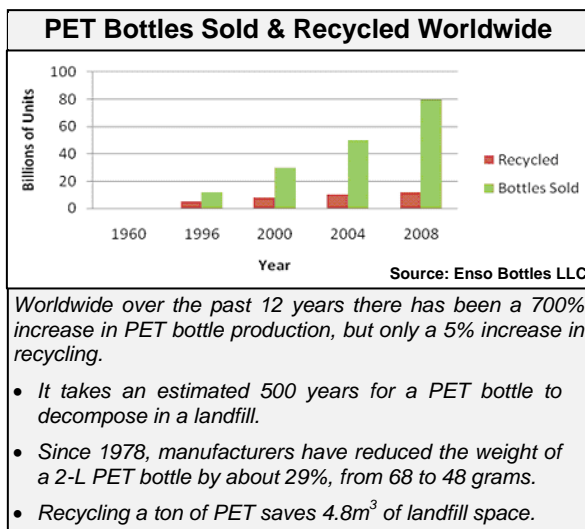 PET Bottles Sold & Recycled Worldwide
100
80
60
40
20
0
Billions of Units
1960
1996
2000
2004
2008
Year
Recycled
Bottles Sold
Source: Enso Bottles LLC
Worldwide over the past 12 years there has been a 700%
increase in PET bottle production, but only a 5% increase in
recycling.
• It takes an estimated 500 years for a PET bottle to
decompose in a landfill.
• Since 1978, manufacturers have reduced the weight of
a 2-L PET bottle by about 29%, from 68 to 48 grams.
• Recycling a ton of PET saves 4.8m³ of landfill space.